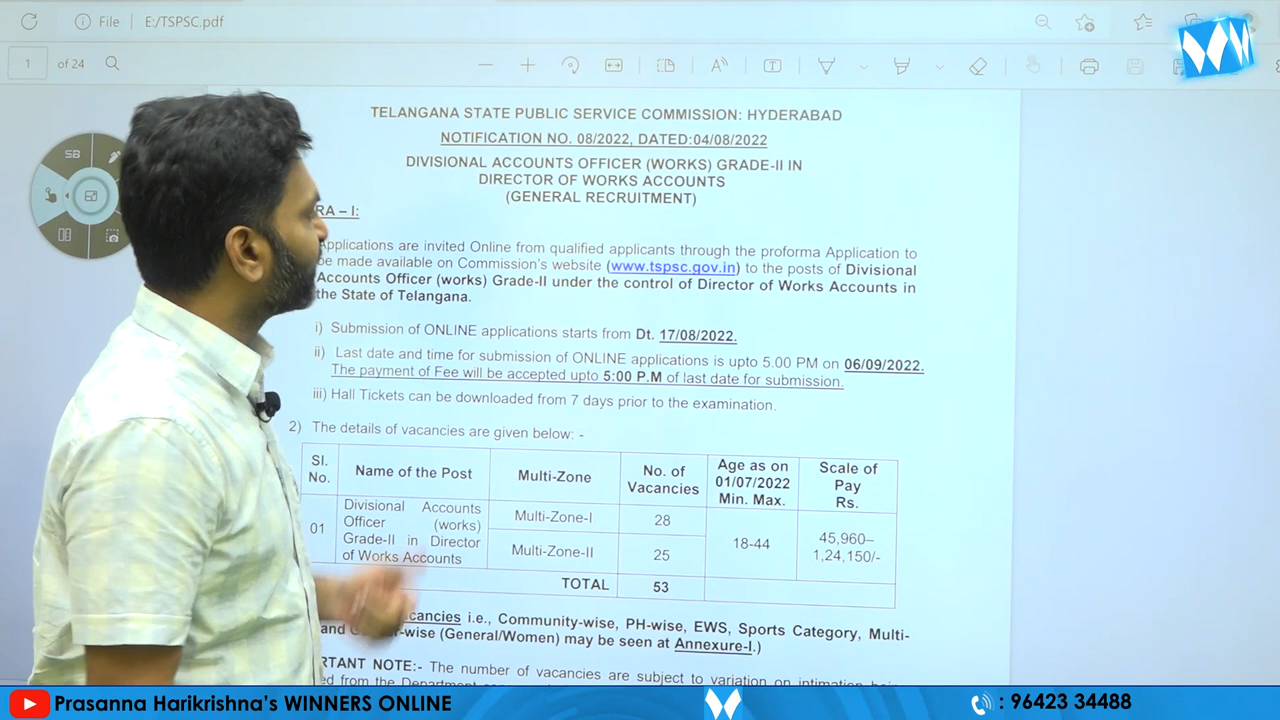 File E:/TSPSC.pdf
1 of 24
SB
TELANGANA STATE PUBLIC SERVICE COMMISSION: HYDERABAD
NOTIFICATION NO. 08/2022, DATED:04/08/2022
DIVISIONAL ACCOUNTS OFFICER (WORKS) GRADE-II IN
DIRECTOR OF WORKS ACCOUNTS
(GENERAL RECRUITMENT)
RA – I:
Applications are invited Online from qualified applicants through the proforma Application to
be made available on Commission's website (www.tspsc.gov.in) to the posts of Divisional
Accounts Officer (works) Grade-II under the control of Director of Works Accounts in
the State of Telangana.
i) Submission of ONLINE applications starts from Dt. 17/08/2022.
ii) Last date and time for submission of ONLINE applications is upto 5.00 PM on 06/09/2022.
The payment of Fee will be accepted upto 5:00 P.M of last date for submission.
iii) Hall Tickets can be downloaded from 7 days prior to the examination.
2) The details of vacancies are given below: -
Sl. No. Name of the Post Multi-Zone No. of Vacancies Age as on 01/07/2022 Min. Max. Scale of Pay Rs.
01 Divisional Accounts Officer (works) Grade-II in Director of Works Accounts Multi-Zone-I 28 18-44 45,960–1,24,150/-
Multi-Zone-II 25
TOTAL 53
cancies i.e., Community-wise, PH-wise, EWS, Sports Category, Multi-
and -wise (General/Women) may be seen at Annexure-I.)
RTANT NOTE:- The number of vacancies are subject to variation on intimation being
ed from the Department
Prasanna Harikrishna's WINNERS ONLINE
: 96423 34488